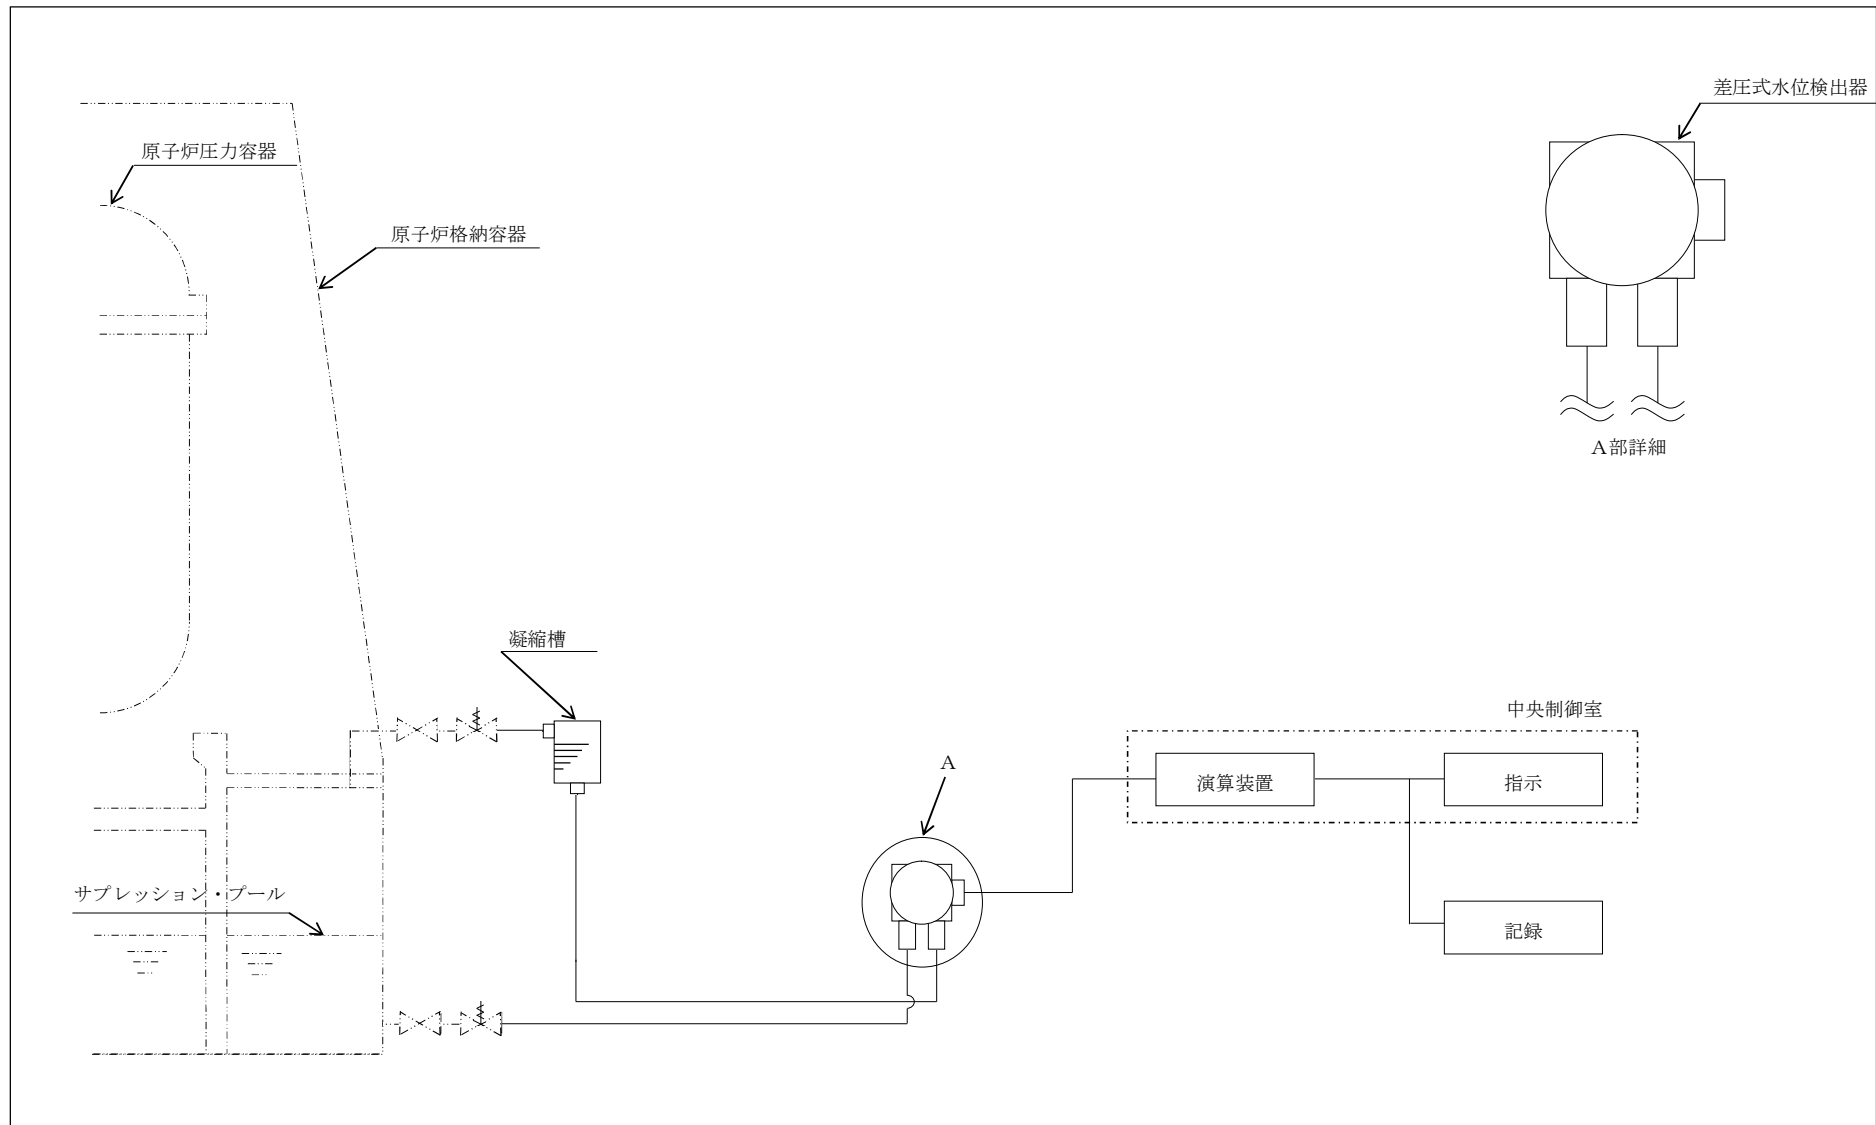 差圧式水位検出器
原子炉圧力容器
原子炉格納容器
A部詳細
凝縮槽
中央制御室
A
演算装置
指示
サプレッション・プール
記録